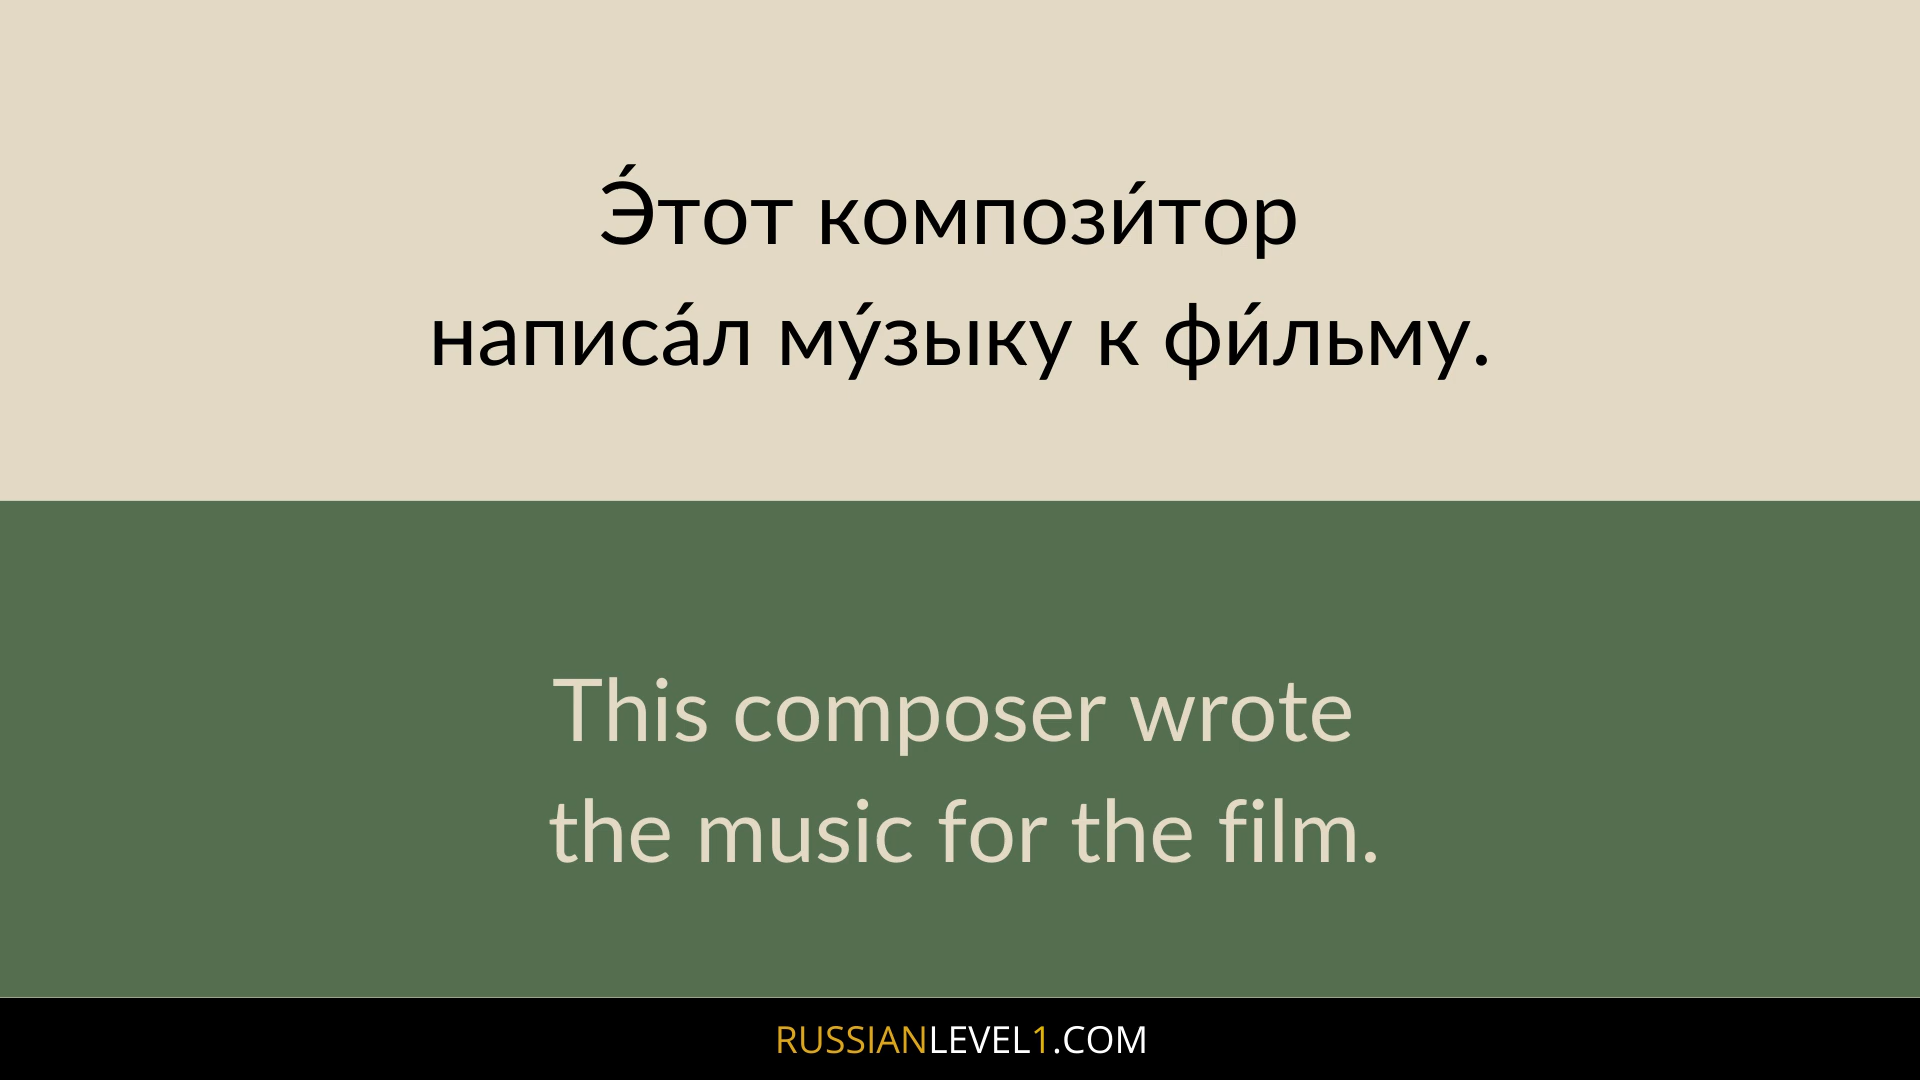 Э́тот компози́тор
написа́л му́зыку к фи́льму.
This composer wrote
the music for the film.
RUSSIANLEVEL1.COM